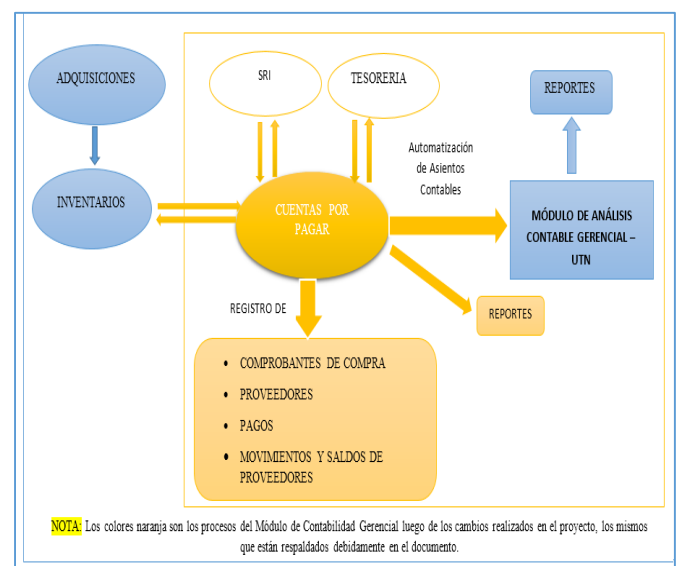 ADQUISICIONES
SRI
TESORERIA
REPORTES
Automatización
de Asientos
Contables
INVENTARIOS
CUENTAS POR
PAGAR
MÓDULO DE ANÁLISIS
CONTABLE GERENCIAL –
UTN
REGISTRO DE
REPORTES
• COMPROBANTES DE COMPRA
• PROVEEDORES
• PAGOS
• MOVIMIENTOS Y SALDOS DE
PROVEEDORES
NOTA: Los colores naranja son los procesos del Módulo de Contabilidad Gerencial luego de los cambios realizados en el proyecto, los mismos
que están respaldados debidamente en el documento.